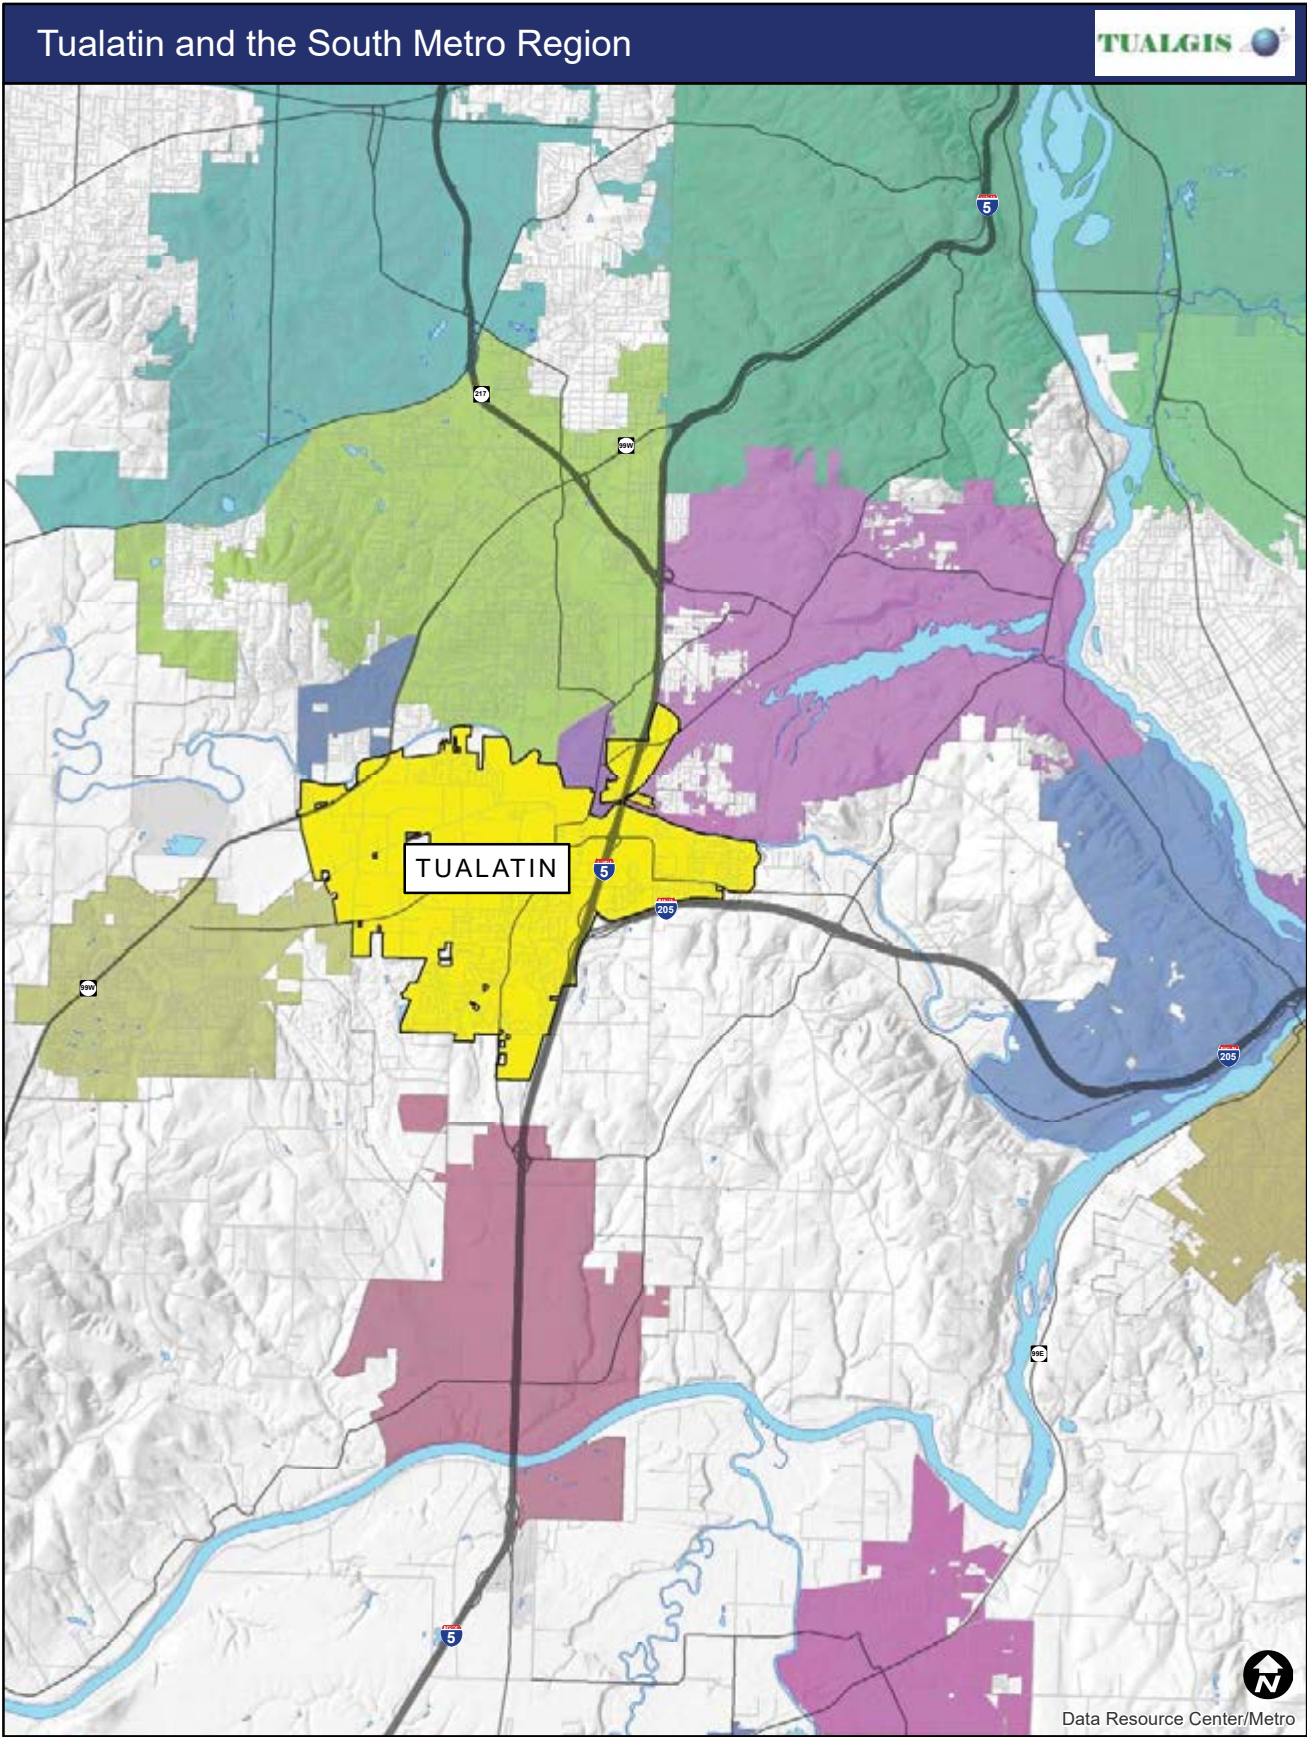 Tualatin and the South Metro Region
TUALGIS
5
217
99W
TUALATIN
5
205
99W
205
99E
5
N
Data Resource Center/Metro